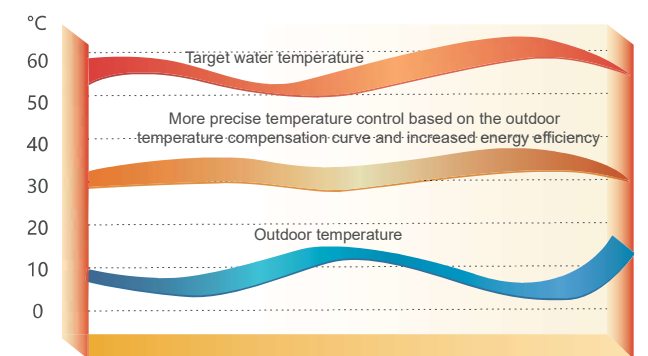 °C
60
Target water temperature
50
More precise temperature control based on the outdoor
temperature compensation curve and increased energy efficiency
40
30
20
Outdoor temperature
10
0